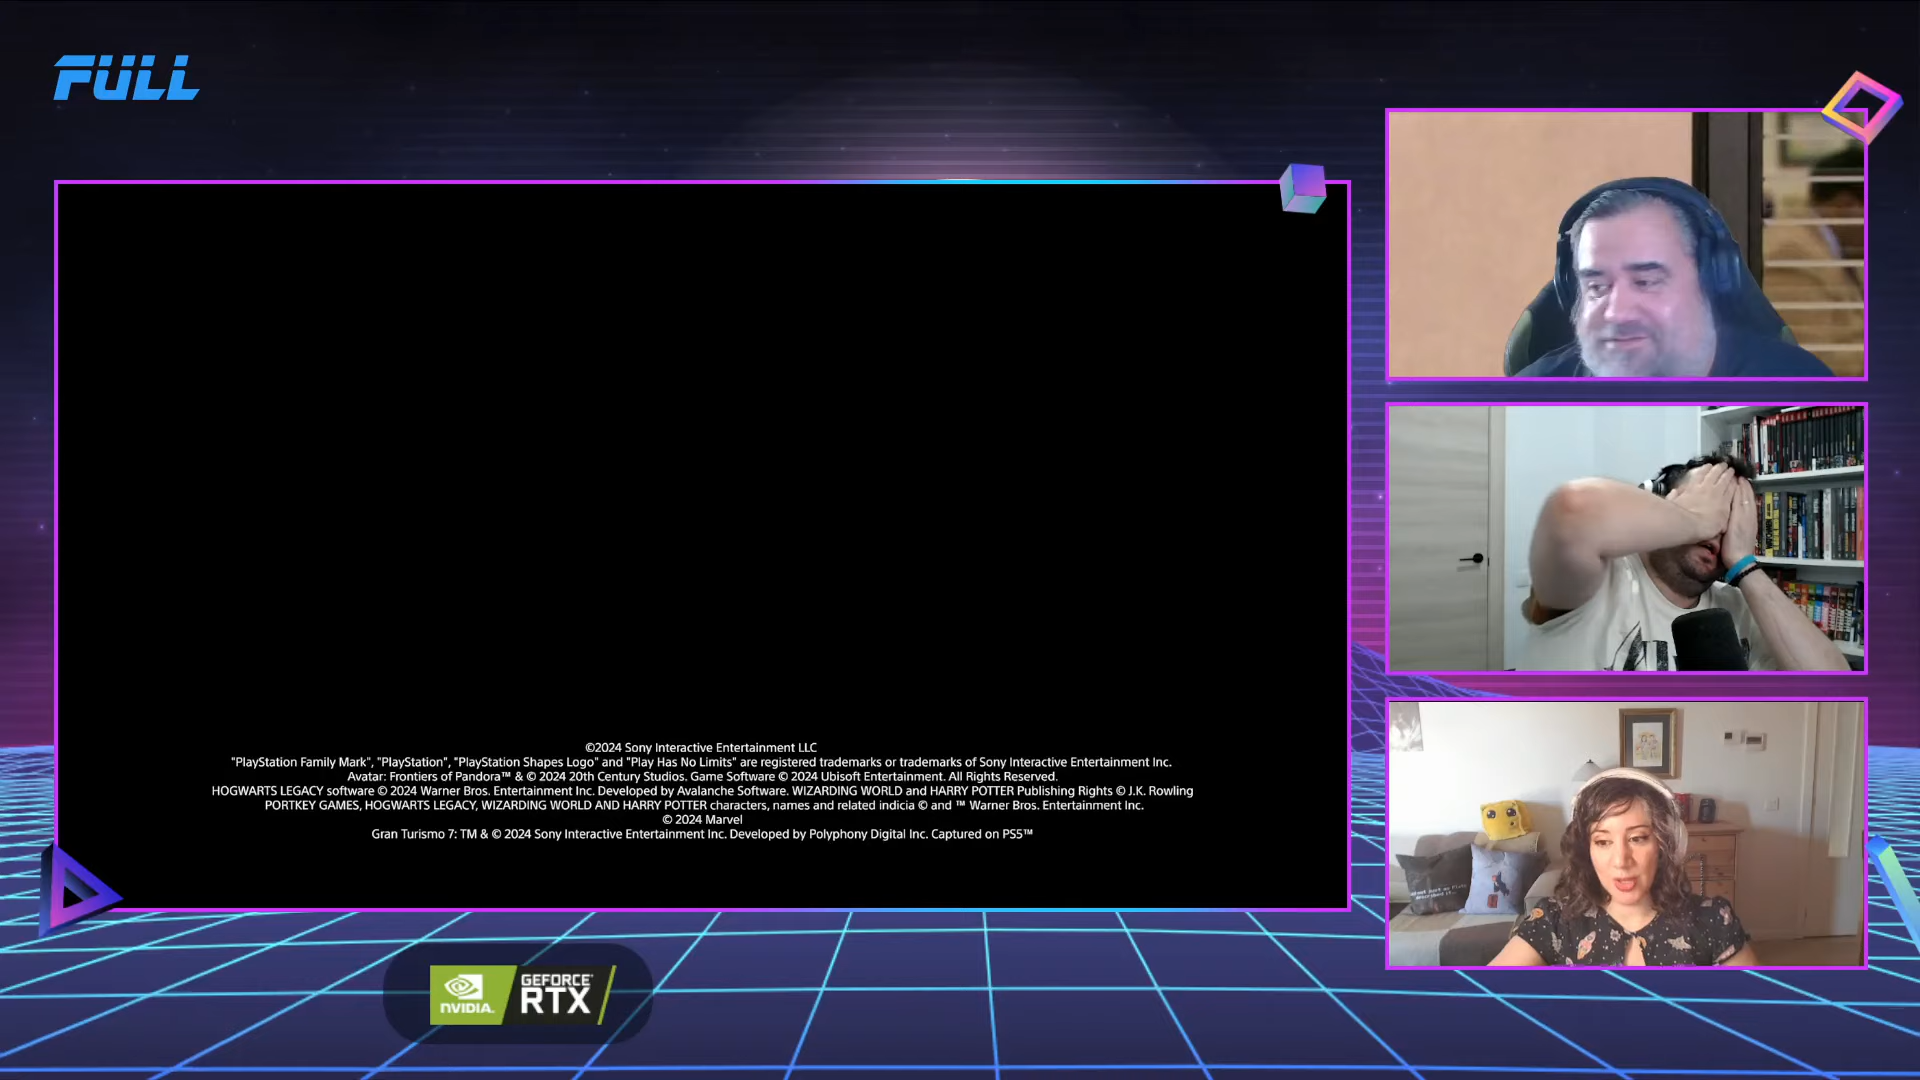 FULL
©2024 Sony Interactive Entertainment LLC
"PlayStation Family Mark", "PlayStation", "PlayStation Shapes Logo" and "Play Has No Limits" are registered trademarks or trademarks of Sony Interactive Entertainment Inc.
Avatar: Frontiers of Pandora™ & © 2024 20th Century Studios. Game Software © 2024 Ubisoft Entertainment. All Rights Reserved.
HOGWARTS LEGACY software © 2024 Warner Bros. Entertainment Inc. Developed by Avalanche Software. WIZARDING WORLD and HARRY POTTER Publishing Rights © J.K. Rowling
PORTKEY GAMES, HOGWARTS LEGACY, WIZARDING WORLD AND HARRY POTTER characters, names and related indicia © and ™ Warner Bros. Entertainment Inc.
© 2024 Marvel
Gran Turismo 7: TM & © 2024 Sony Interactive Entertainment Inc. Developed by Polyphony Digital Inc. Captured on PS5™
NVIDIA.
GEFORCE
RTX